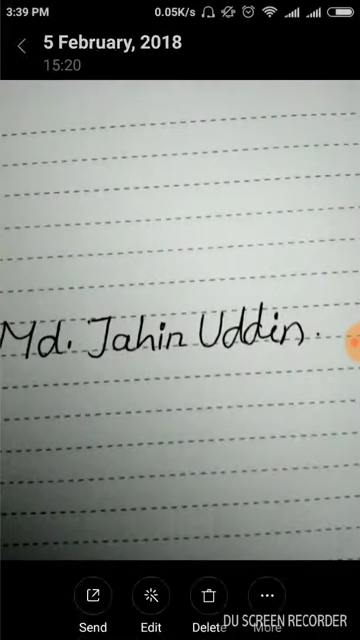 3:39 PM 0.05K/s
5 February, 2018
15:20
Md. Jahin Uddin.
Send Edit Delete More
DU SCREEN RECORDER